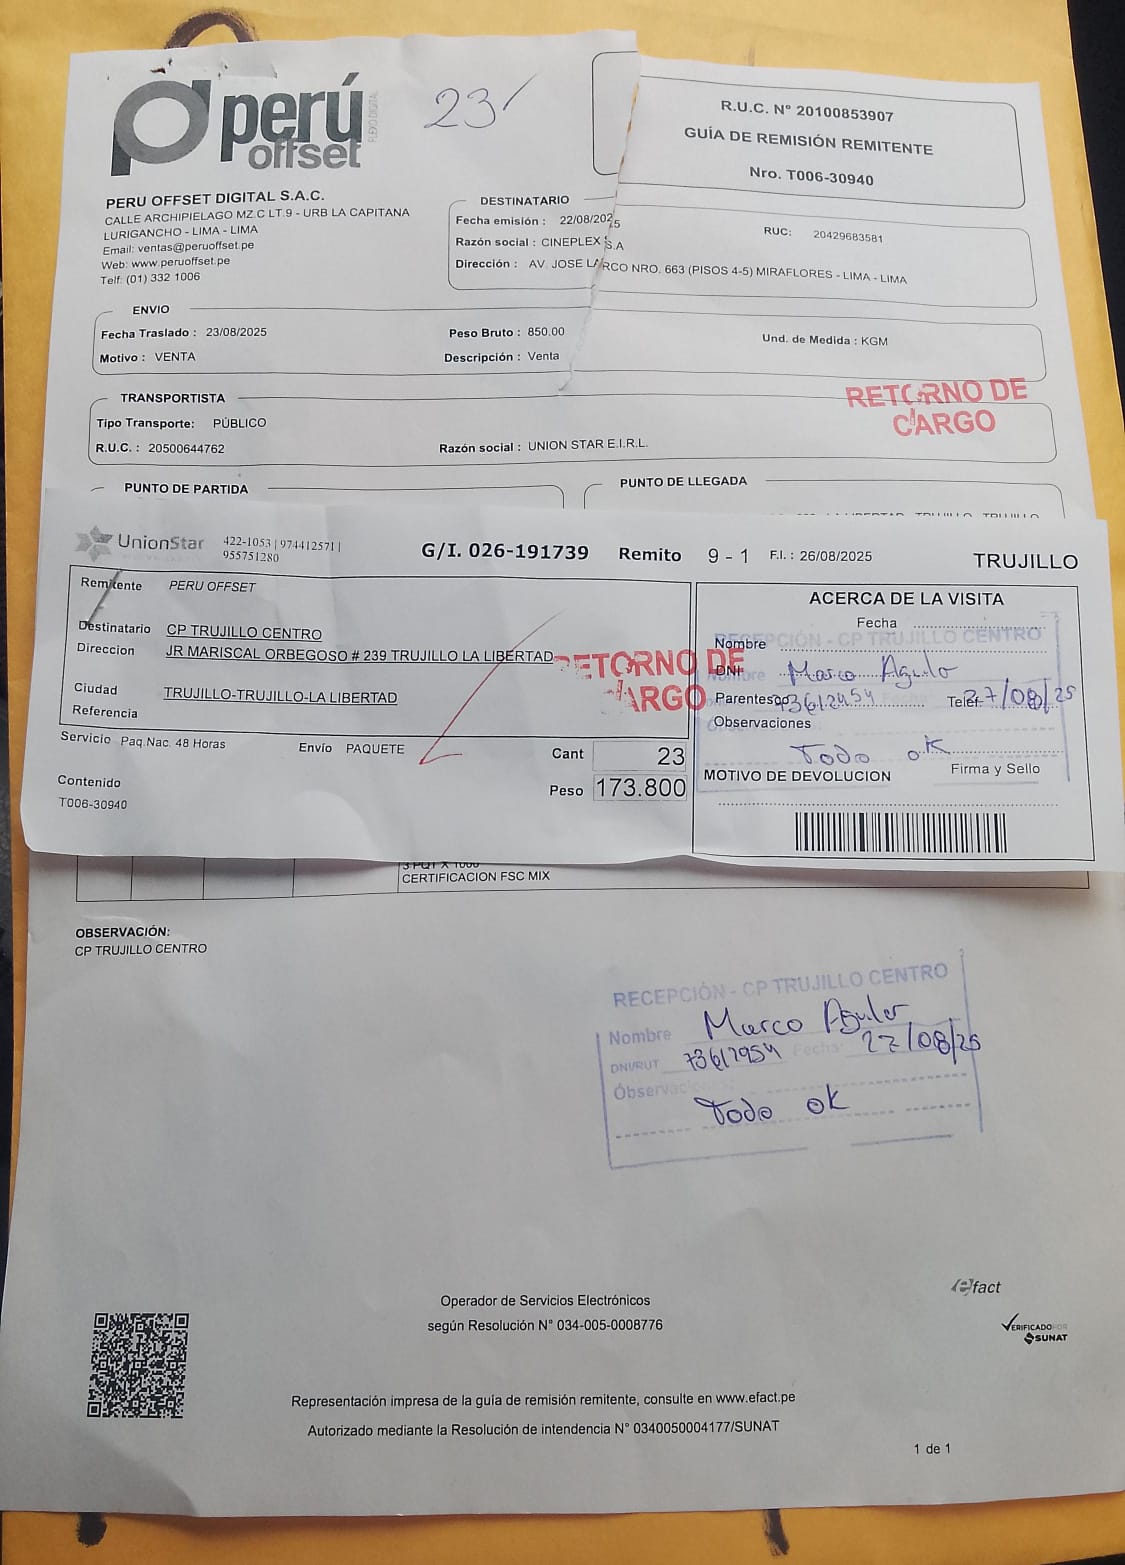 perú
offset
FLEXO DIGITAL
23
R.U.C. N° 20100853907
GUÍA DE REMISIÓN REMITENTE
Nro. T006-30940
PERU OFFSET DIGITAL S.A.C.
CALLE ARCHIPIELAGO MZ.C LT.9 - URB LA CAPITANA
LURIGANCHO - LIMA - LIMA
Email: ventas@peruoffset.pe
Web: www.peruoffset.pe
Telf: (01) 332 1006
DESTINATARIO
Fecha emisión : 22/08/2025
Razón social : CINEPLEX S.A
RUC: 20429683581
Dirección : AV. JOSE LARCO NRO. 663 (PISOS 4-5) MIRAFLORES - LIMA - LIMA
ENVIO
Fecha Traslado : 23/08/2025
Peso Bruto : 850.00
Und. de Medida : KGM
Motivo : VENTA
Descripción : Venta
RETORNO DE
CARGO
TRANSPORTISTA
Tipo Transporte: PÚBLICO
R.U.C. : 20500644762
Razón social : UNION STAR E.I.R.L.
PUNTO DE PARTIDA
PUNTO DE LLEGADA
UnionStar
422-1053 | 974412571 |
955751280
G/I. 026-191739
Remito 9 - 1
F.I. : 26/08/2025
TRUJILLO
Remitente PERU OFFSET
Destinatario CP TRUJILLO CENTRO
Direccion JR MARISCAL ORBEGOSO # 239 TRUJILLO LA LIBERTAD
Ciudad TRUJILLO-TRUJILLO-LA LIBERTAD
Referencia
RETORNO DE
CARGO
Servicio Paq.Nac. 48 Horas
Envío PAQUETE
Cant 23
Peso 173.800
Contenido
T006-30940
ACERCA DE LA VISITA
Fecha
RECEPCIÓN - CP TRUJILLO CENTRO
Nombre
DNI Marco Aguilar
Parentesco Telef. 27/08/25
Observaciones
Todo ok
MOTIVO DE DEVOLUCION
Firma y Sello
3 PQT X 1000
CERTIFICACION FSC MIX
OBSERVACIÓN:
CP TRUJILLO CENTRO
RECEPCIÓN - CP TRUJILLO CENTRO
Nombre Marco Aguilar
DNI/RUT 73612954 Fecha: 27/08/25
Observaciones:
Todo ok
efact
Operador de Servicios Electrónicos
según Resolución N° 034-005-0008776
VERIFICADO POR
SUNAT
Representación impresa de la guía de remisión remitente, consulte en www.efact.pe
Autorizado mediante la Resolución de intendencia N° 0340050004177/SUNAT
1 de 1